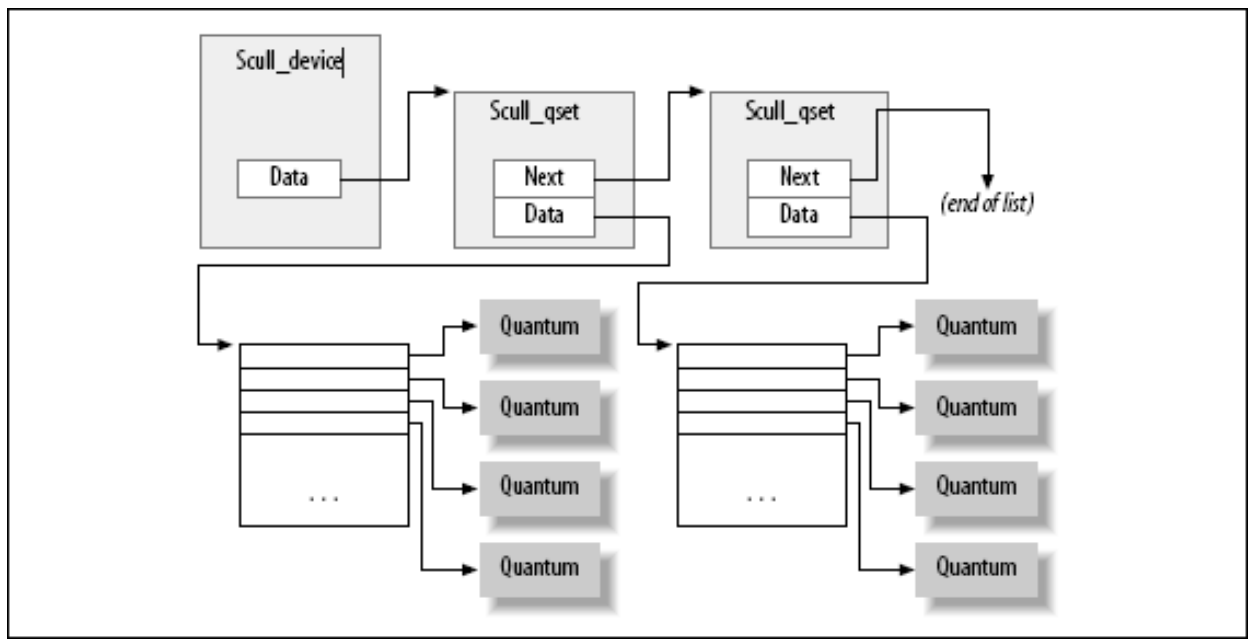 Scull_device
Scull_qset
Scull_qset
Data
Next
Next
Data
Data
(end of list)
Quantum
Quantum
Quantum
Quantum
. . .
. . .
Quantum
Quantum
Quantum
Quantum